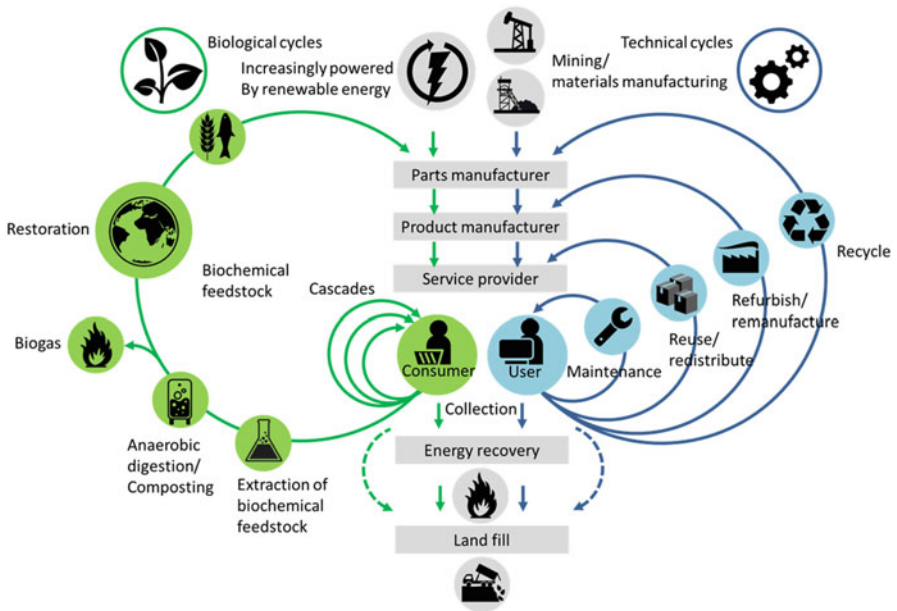 Biological cycles
Increasingly powered
By renewable energy
Mining/
materials manufacturing
Technical cycles
Parts manufacturer
Product manufacturer
Service provider
Restoration
Biochemical
feedstock
Cascades
Recycle
Refurbish/
remanufacture
Reuse/
redistribute
Biogas
Consumer
User
Maintenance
Collection
Anaerobic
digestion/
Composting
Extraction of
biochemical
feedstock
Energy recovery
Land fill